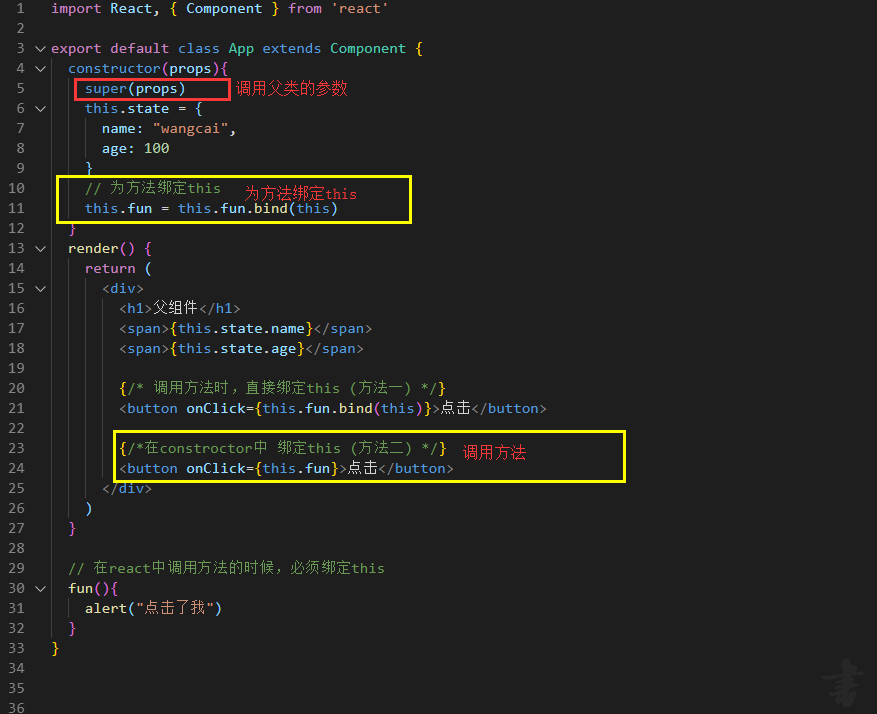 1 import React, { Component } from 'react'
2
3 export default class App extends Component {
4 constructor(props){
5 super(props) 调用父类的参数
6 this.state = {
7 name: "wangcai",
8 age: 100
9 }
10 // 为方法绑定this 为方法绑定this
11 this.fun = this.fun.bind(this)
12 }
13 render() {
14 return (
15 <div>
16 <h1>父组件</h1>
17 <span>{this.state.name}</span>
18 <span>{this.state.age}</span>
19
20 {/* 调用方法时，直接绑定this (方法一) */}
21 <button onClick={this.fun.bind(this)}>点击</button>
22
23 {/*在constroctor中 绑定this (方法二) */} 调用方法
24 <button onClick={this.fun}>点击</button>
25 </div>
26 )
27 }
28
29 // 在react中调用方法的时候，必须绑定this
30 fun(){
31 alert("点击了我")
32 }
33 }
34
35
36
書